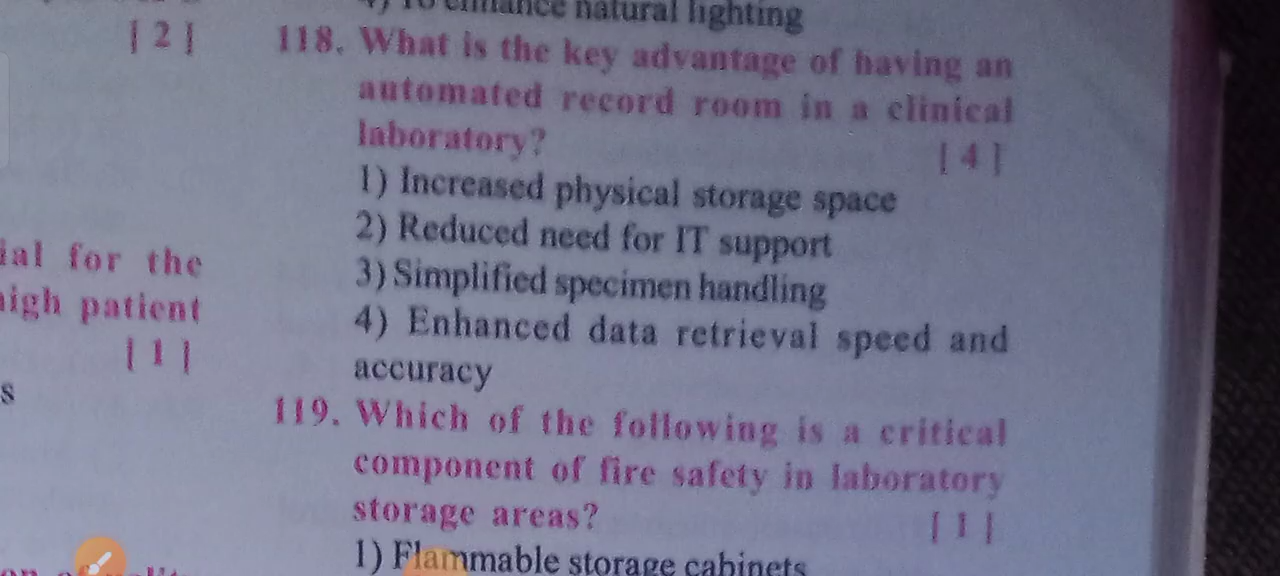 [ 2 ]
ial for the
igh patient
[ 1 ]
s
natural lighting
118. What is the key advantage of having an
automated record room in a clinical
laboratory? [ 4 ]
1) Increased physical storage space
2) Reduced need for IT support
3) Simplified specimen handling
4) Enhanced data retrieval speed and
accuracy
119. Which of the following is a critical
component of fire safety in laboratory
storage areas? [ 1 ]
1) Flammable storage cabinets